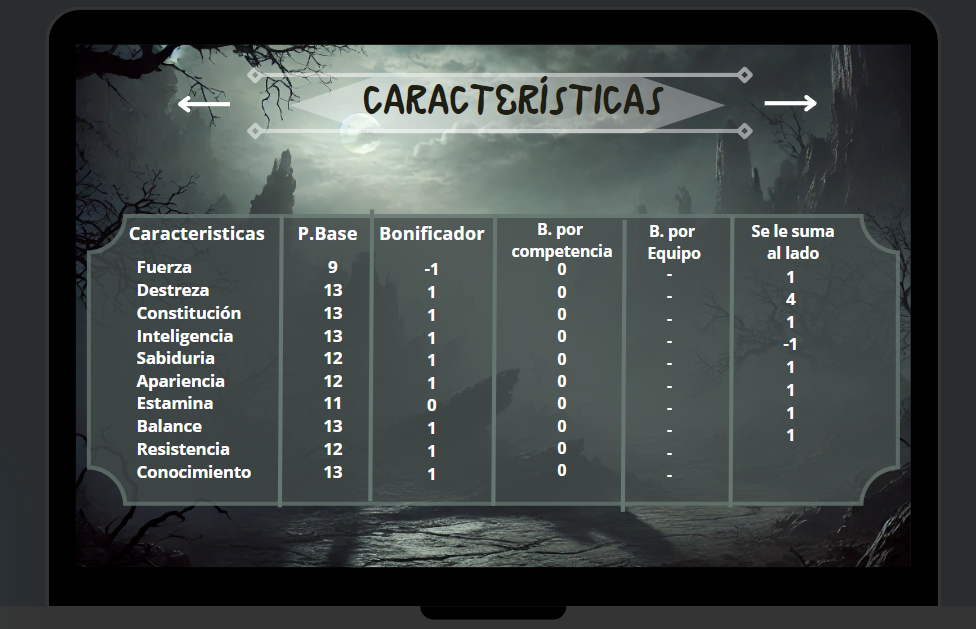 CARACTERÍSTICAS
Caracteristicas P.Base Bonificador B. por competencia B. por Equipo Se le suma al lado
Fuerza 9 -1 0 - 1
Destreza 13 1 0 - 4
Constitución 13 1 0 - 1
Inteligencia 13 1 0 - -1
Sabiduria 12 1 0 - 1
Apariencia 12 1 0 - 1
Estamina 11 0 0 - 1
Balance 13 1 0 - 1
Resistencia 12 1 0 -
Conocimiento 13 1 0 -